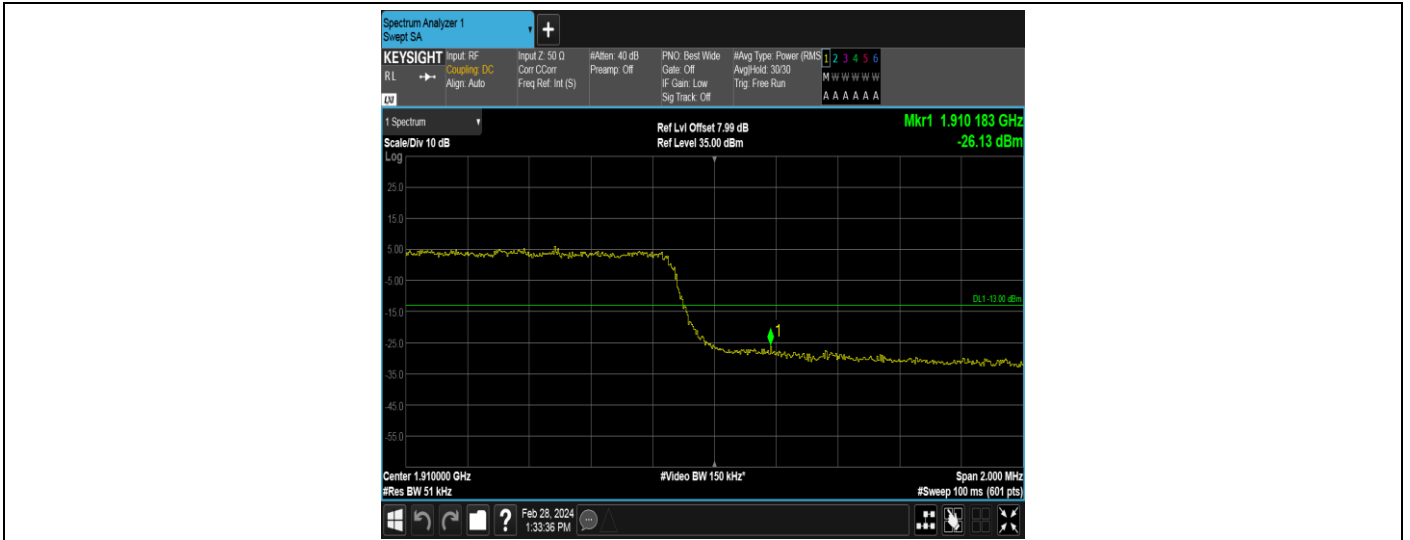 Spectrum Analyzer 1
Swept SA
+
KEYSIGHT
RL
LXI
Input: RF
Coupling: DC
Align: Auto
Input Z: 50 Ω
Corr CCorr
Freq Ref: Int (S)
#Atten: 40 dB
Preamp: Off
PNO: Best Wide
Gate: Off
IF Gain: Low
Sig Track: Off
#Avg Type: Power (RMS
Avg|Hold: 30/30
Trig: Free Run
1 2 3 4 5 6
M W W W W W
A A A A A A
1 Spectrum
Scale/Div 10 dB
Log
Ref Lvl Offset 7.99 dB
Ref Level 35.00 dBm
Mkr1 1.910 183 GHz
-26.13 dBm
25.0
15.0
5.00
-5.00
DL1 -13.00 dBm
-15.0
1
-25.0
-35.0
-45.0
-55.0
Center 1.910000 GHz
#Res BW 51 kHz
#Video BW 150 kHz*
Span 2.000 MHz
#Sweep 100 ms (601 pts)
?
Feb 28, 2024
1:33:36 PM